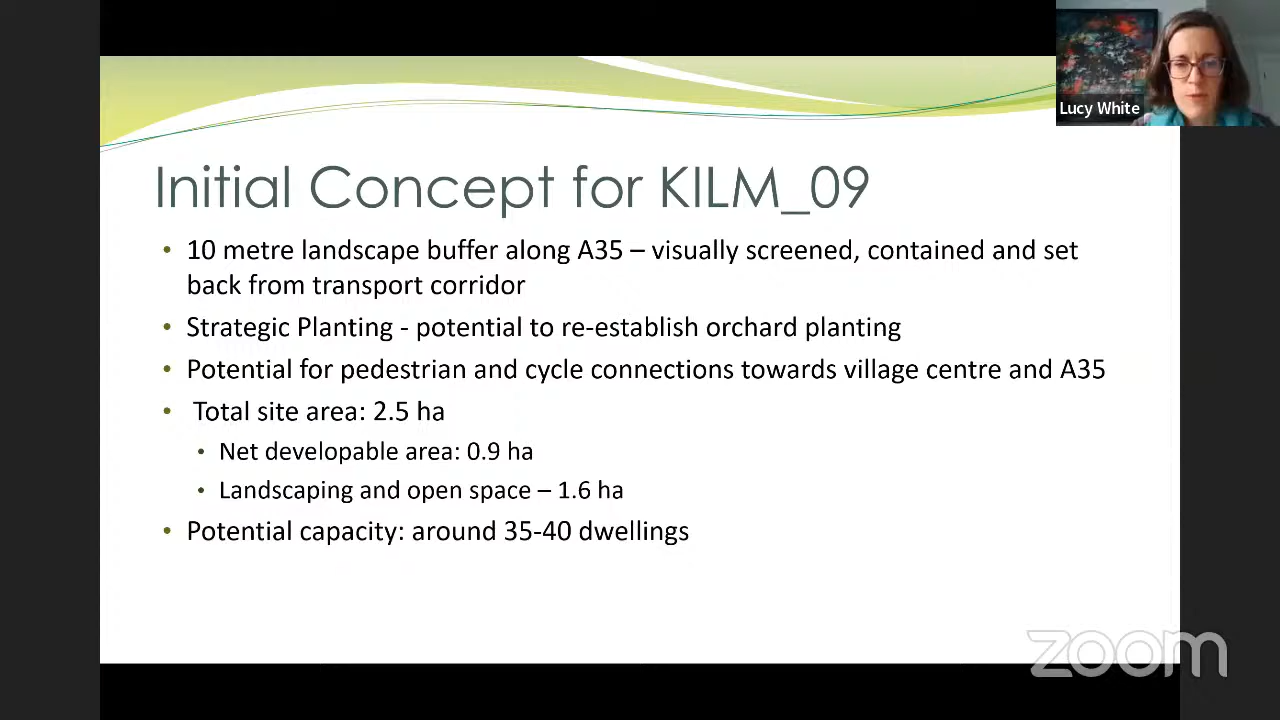 Lucy White
Initial Concept for KILM_09
• 10 metre landscape buffer along A35 – visually screened, contained and set
back from transport corridor
• Strategic Planting - potential to re-establish orchard planting
• Potential for pedestrian and cycle connections towards village centre and A35
• Total site area: 2.5 ha
• Net developable area: 0.9 ha
• Landscaping and open space – 1.6 ha
• Potential capacity: around 35-40 dwellings
zoom